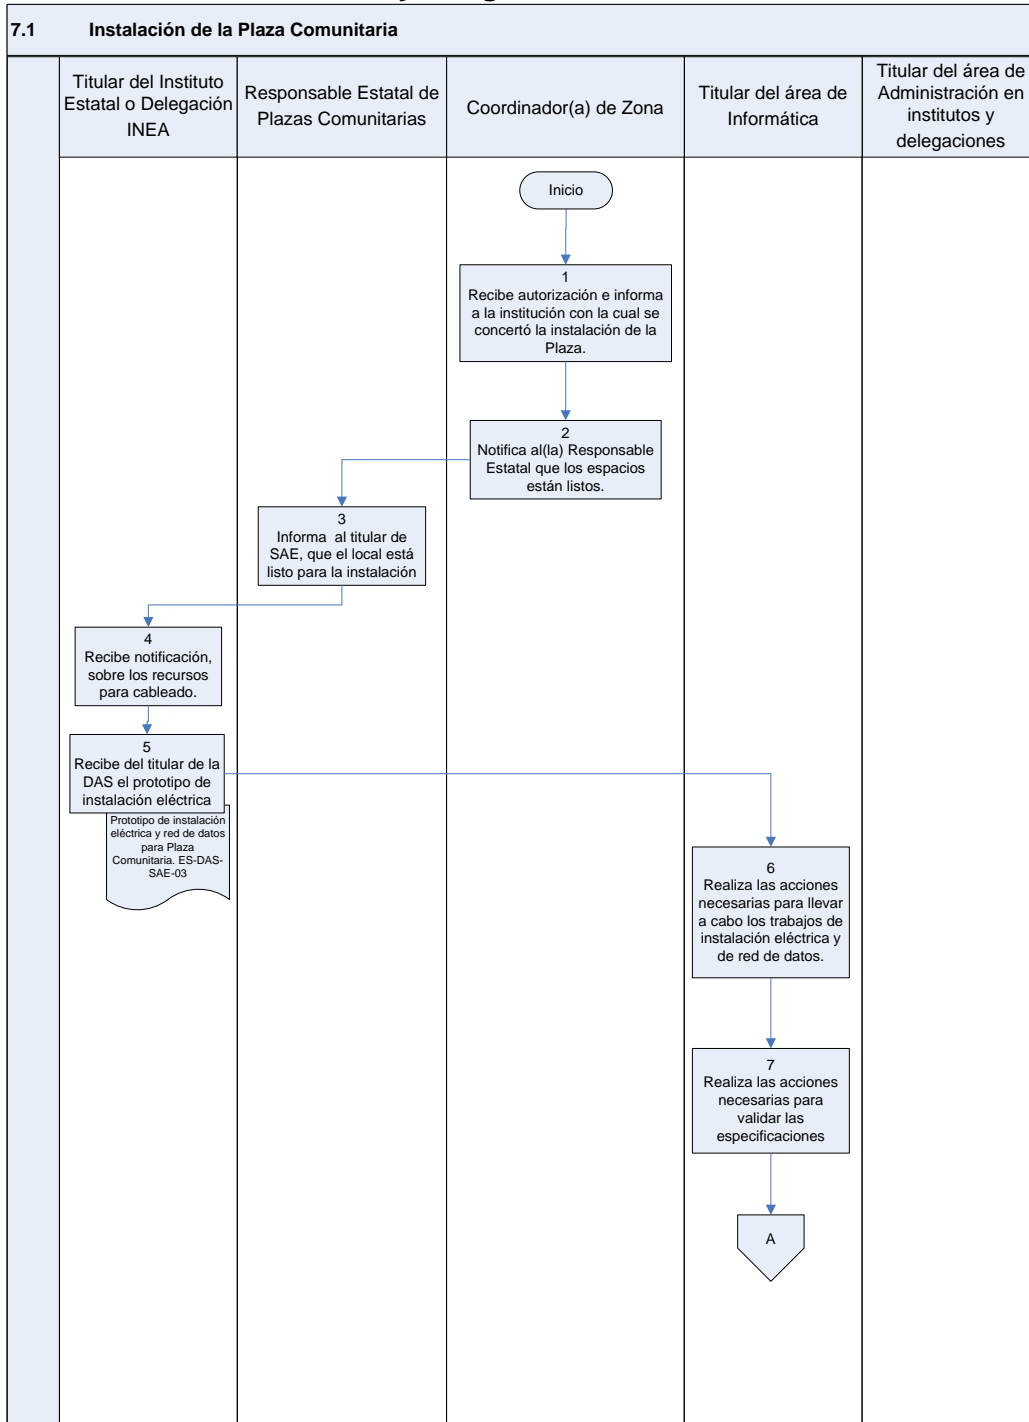 7.1 Instalación de la Plaza Comunitaria
Titular del Instituto
Estatal o Delegación
INEA
Responsable Estatal de
Plazas Comunitarias
Coordinador(a) de Zona
Titular del área de
Informática
Titular del área de
Administración en
institutos y
delegaciones
Inicio
1
Recibe autorización e informa
a la institución con la cual se
concertó la instalación de la
Plaza.
2
Notifica al(la) Responsable
Estatal que los espacios
están listos.
3
Informa al titular de
SAE, que el local está
listo para la instalación
4
Recibe notificación,
sobre los recursos
para cableado.
5
Recibe del titular de la
DAS el prototipo de
instalación eléctrica
Prototipo de instalación
eléctrica y red de datos
para Plaza
Comunitaria. ES-DAS-
SAE-03
6
Realiza las acciones
necesarias para llevar
a cabo los trabajos de
instalación eléctrica y
de red de datos.
7
Realiza las acciones
necesarias para
validar las
especificaciones
A